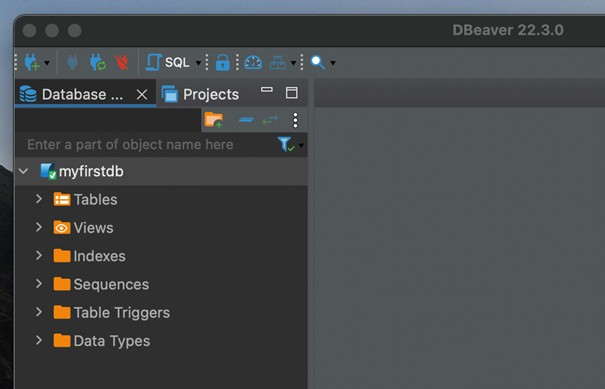 DBeaver 22.3.0
SQL
Database ...
Projects
Enter a part of object name here
myfirstdb
Tables
Views
Indexes
Sequences
Table Triggers
Data Types